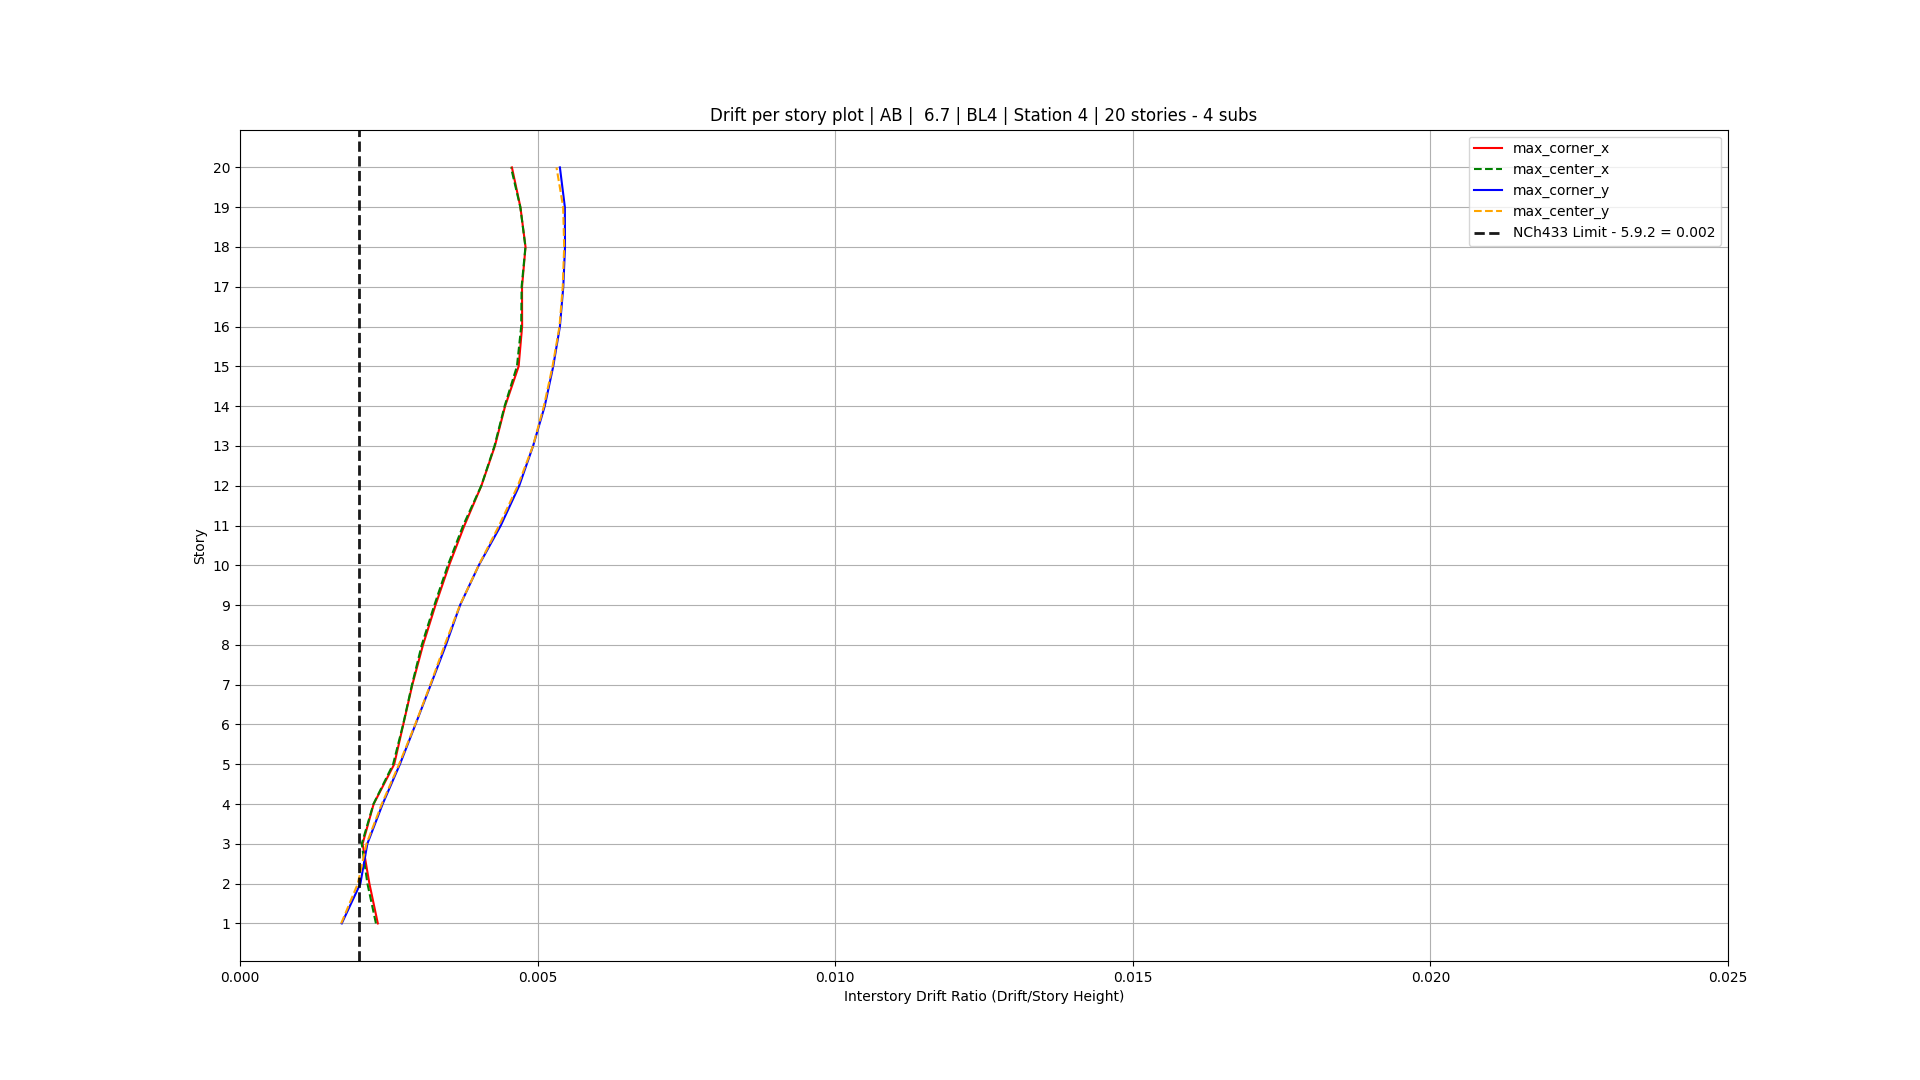 Drift per story plot | AB |  6.7 | BL4 | Station 4 | 20 stories - 4 subs
max_corner_x
max_center_x
max_corner_y
max_center_y
NCh433 Limit - 5.9.2 = 0.002
Story
20
19
18
17
16
15
14
13
12
11
10
9
8
7
6
5
4
3
2
1
0.000 0.005 0.010 0.015 0.020 0.025
Interstory Drift Ratio (Drift/Story Height)